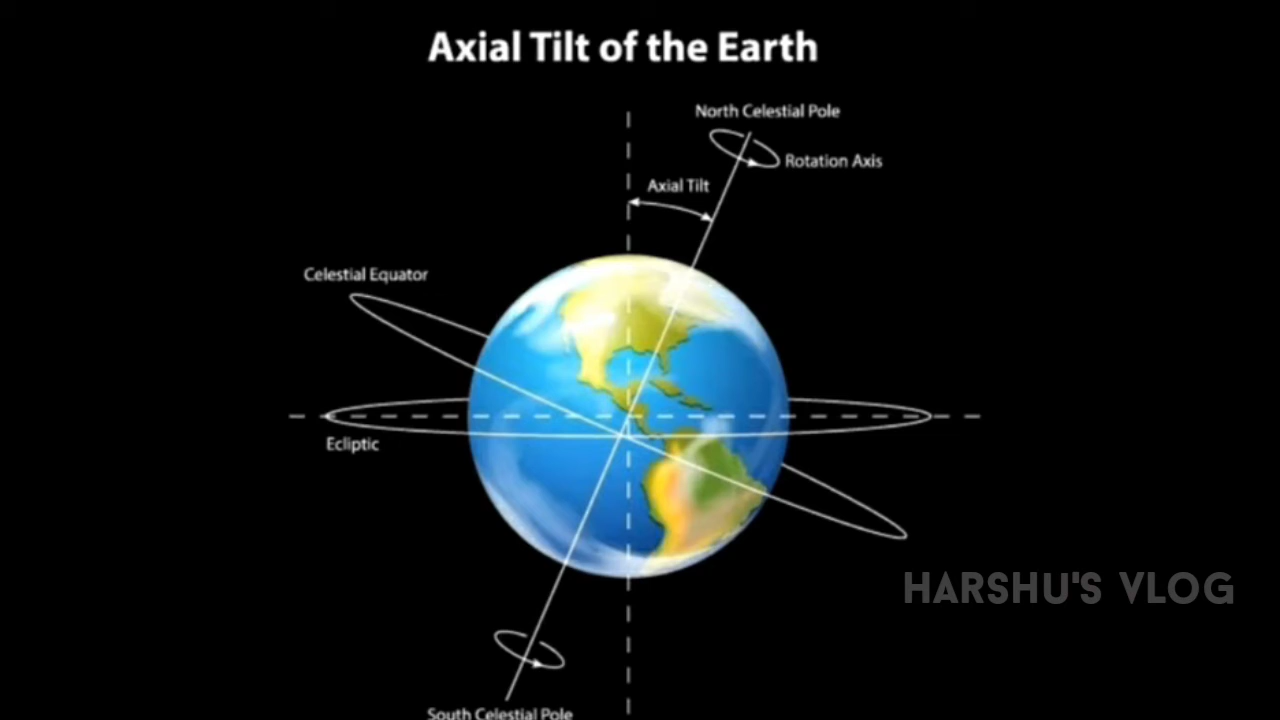 Axial Tilt of the Earth
North Celestial Pole
Rotation Axis
Axial Tilt
Celestial Equator
Ecliptic
HARSHU'S VLOG
South Celestial Pole